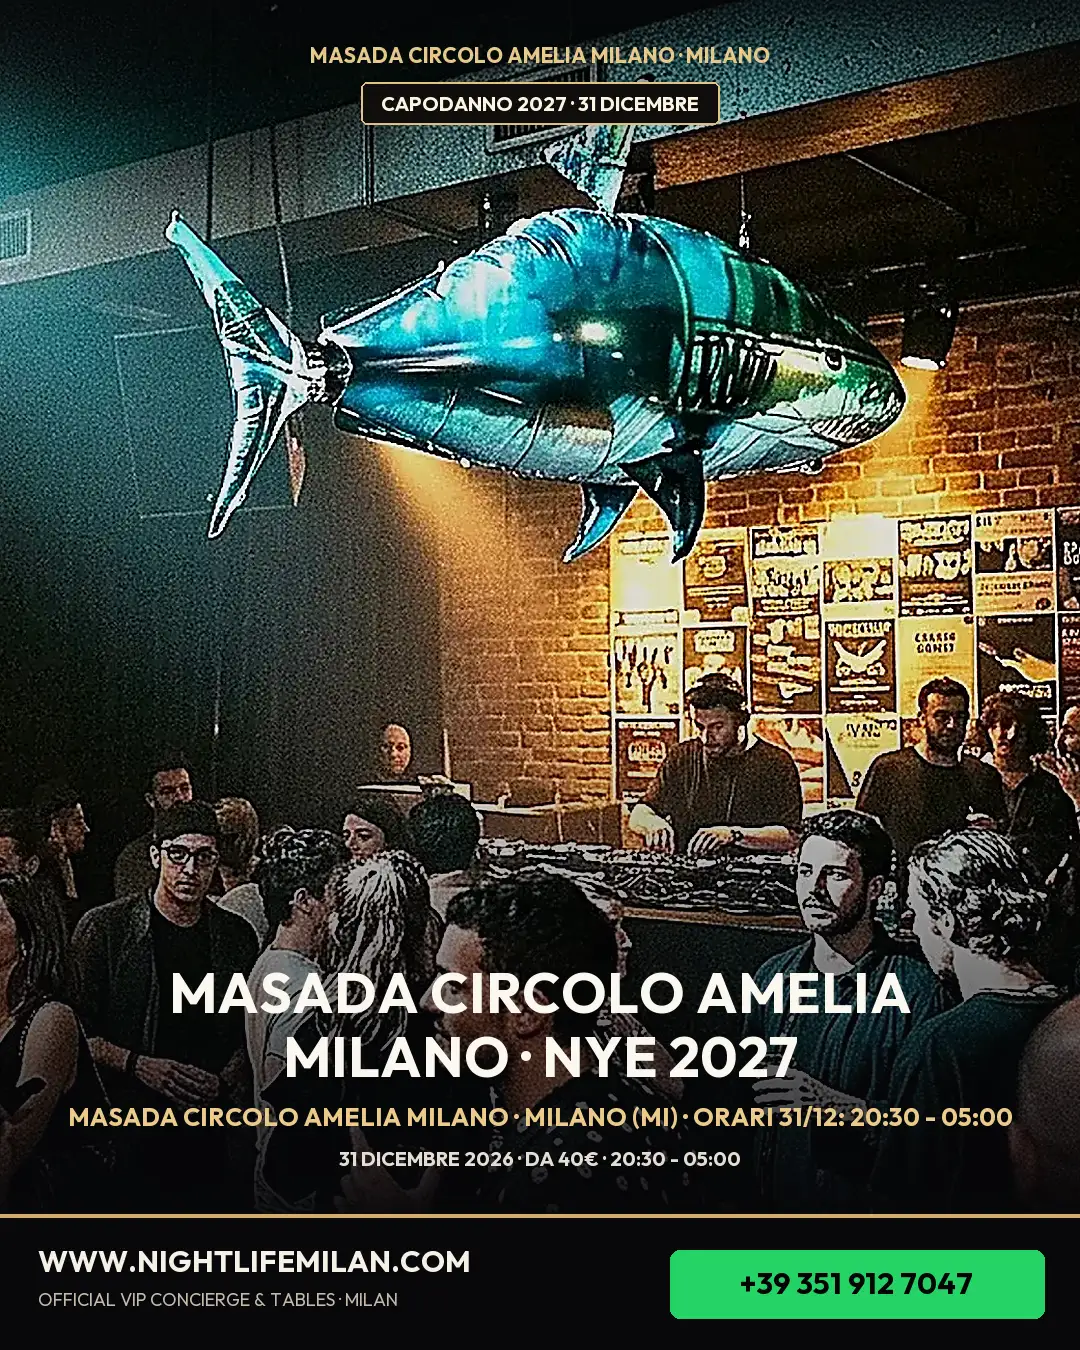 MASADA CIRCOLO AMELIA MILANO · MILANO
CAPODANNO 2027 · 31 DICEMBRE
MASADA CIRCOLO AMELIA
MILANO · NYE 2027
MASADA CIRCOLO AMELIA MILANO · MILANO (MI) · ORARI 31/12: 20:30 - 05:00
31 DICEMBRE 2026 · DA 40€ · 20:30 - 05:00
WWW.NIGHTLIFEMILAN.COM
OFFICIAL VIP CONCIERGE & TABLES · MILAN
+39 351 912 7047